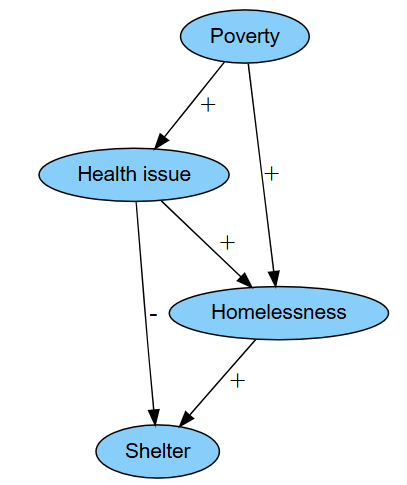 Poverty
+
Health issue
+
+
Homelessness
-
+
Shelter